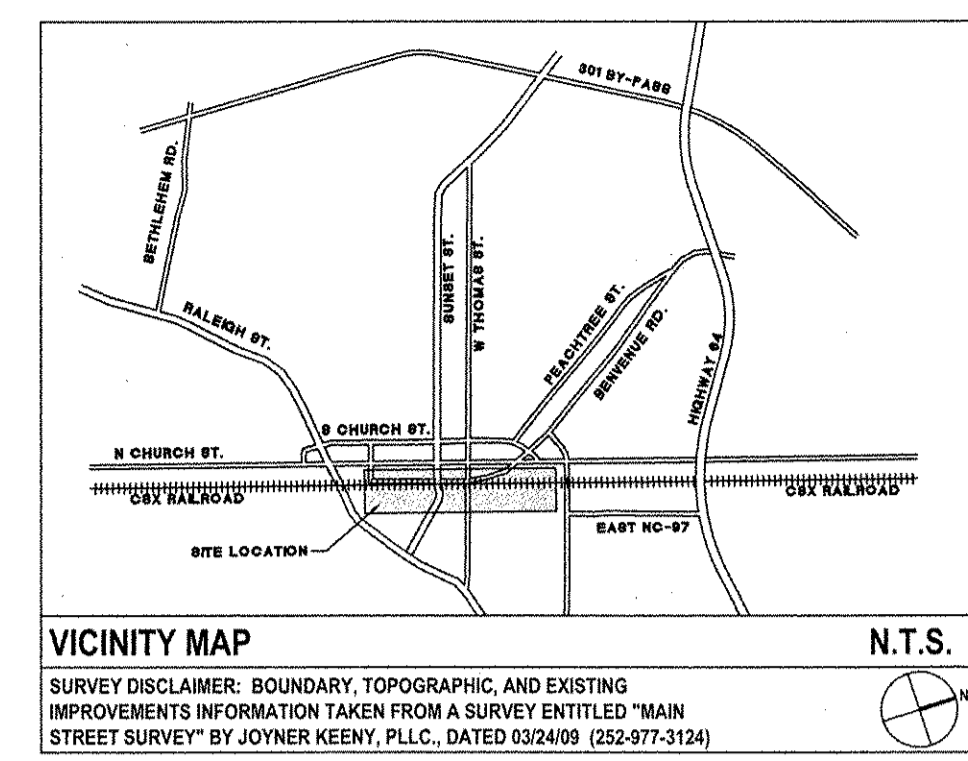 301 BY-PASS
BETHLEHEM RD.
SUNSET ST.
W THOMAS ST.
RALEIGH ST.
PEACHTREE ST.
BENVENUE RD.
HIGHWAY 64
S CHURCH ST.
N CHURCH ST.
CSX RAILROAD
CSX RAILROAD
EAST NC-97
SITE LOCATION
VICINITY MAP
N.T.S.
SURVEY DISCLAIMER: BOUNDARY, TOPOGRAPHIC, AND EXISTING
IMPROVEMENTS INFORMATION TAKEN FROM A SURVEY ENTITLED "MAIN
STREET SURVEY" BY JOYNER KEENY, PLLC., DATED 03/24/09 (252-977-3124)
N